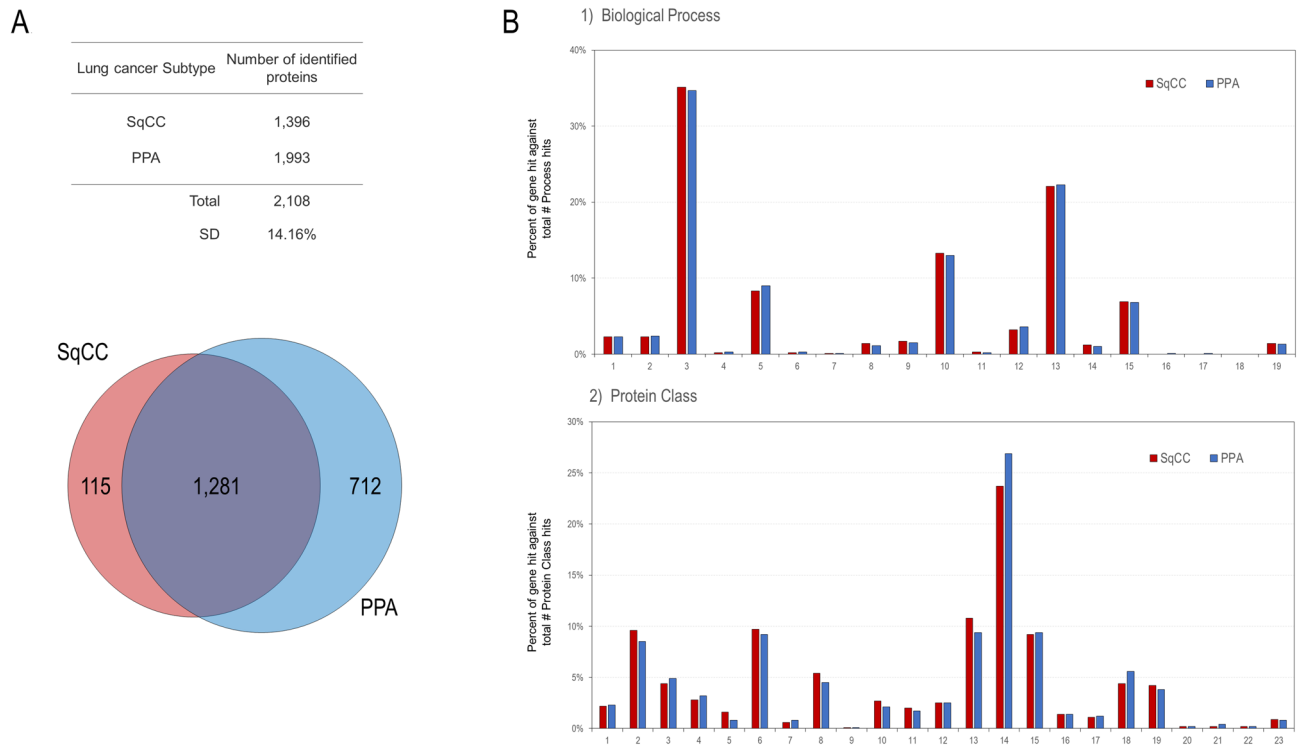 A
Lung cancer Subtype Number of identified
proteins
SqCC 1,396
PPA 1,993
Total 2,108
SD 14.16%
SqCC
115 1,281 712
PPA
B
1) Biological Process
40%
30%
20%
10%
0%
Percent of gene hit against
total # Process hits
SqCC PPA
1 2 3 4 5 6 7 8 9 10 11 12 13 14 15 16 17 18 19
2) Protein Class
30%
25%
20%
15%
10%
5%
0%
Percent of gene hit against
total # Protein Class hits
SqCC PPA
1 2 3 4 5 6 7 8 9 10 11 12 13 14 15 16 17 18 19 20 21 22 23